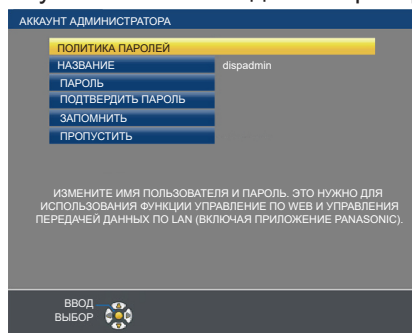 АККАУНТ АДМИНИСТРАТОРА
ПОЛИТИКА ПАРОЛЕЙ
НАЗВАНИЕ dispadmin
ПАРОЛЬ
ПОДТВЕРДИТЬ ПАРОЛЬ
ЗАПОМНИТЬ
ПРОПУСТИТЬ
ИЗМЕНИТЕ ИМЯ ПОЛЬЗОВАТЕЛЯ И ПАРОЛЬ. ЭТО НУЖНО ДЛЯ
ИСПОЛЬЗОВАНИЯ ФУНКЦИИ УПРАВЛЕНИЕ ПО WEB И УПРАВЛЕНИЯ
ПЕРЕДАЧЕЙ ДАННЫХ ПО LAN (ВКЛЮЧАЯ ПРИЛОЖЕНИЕ PANASONIC).
ВВОД
ВЫБОР